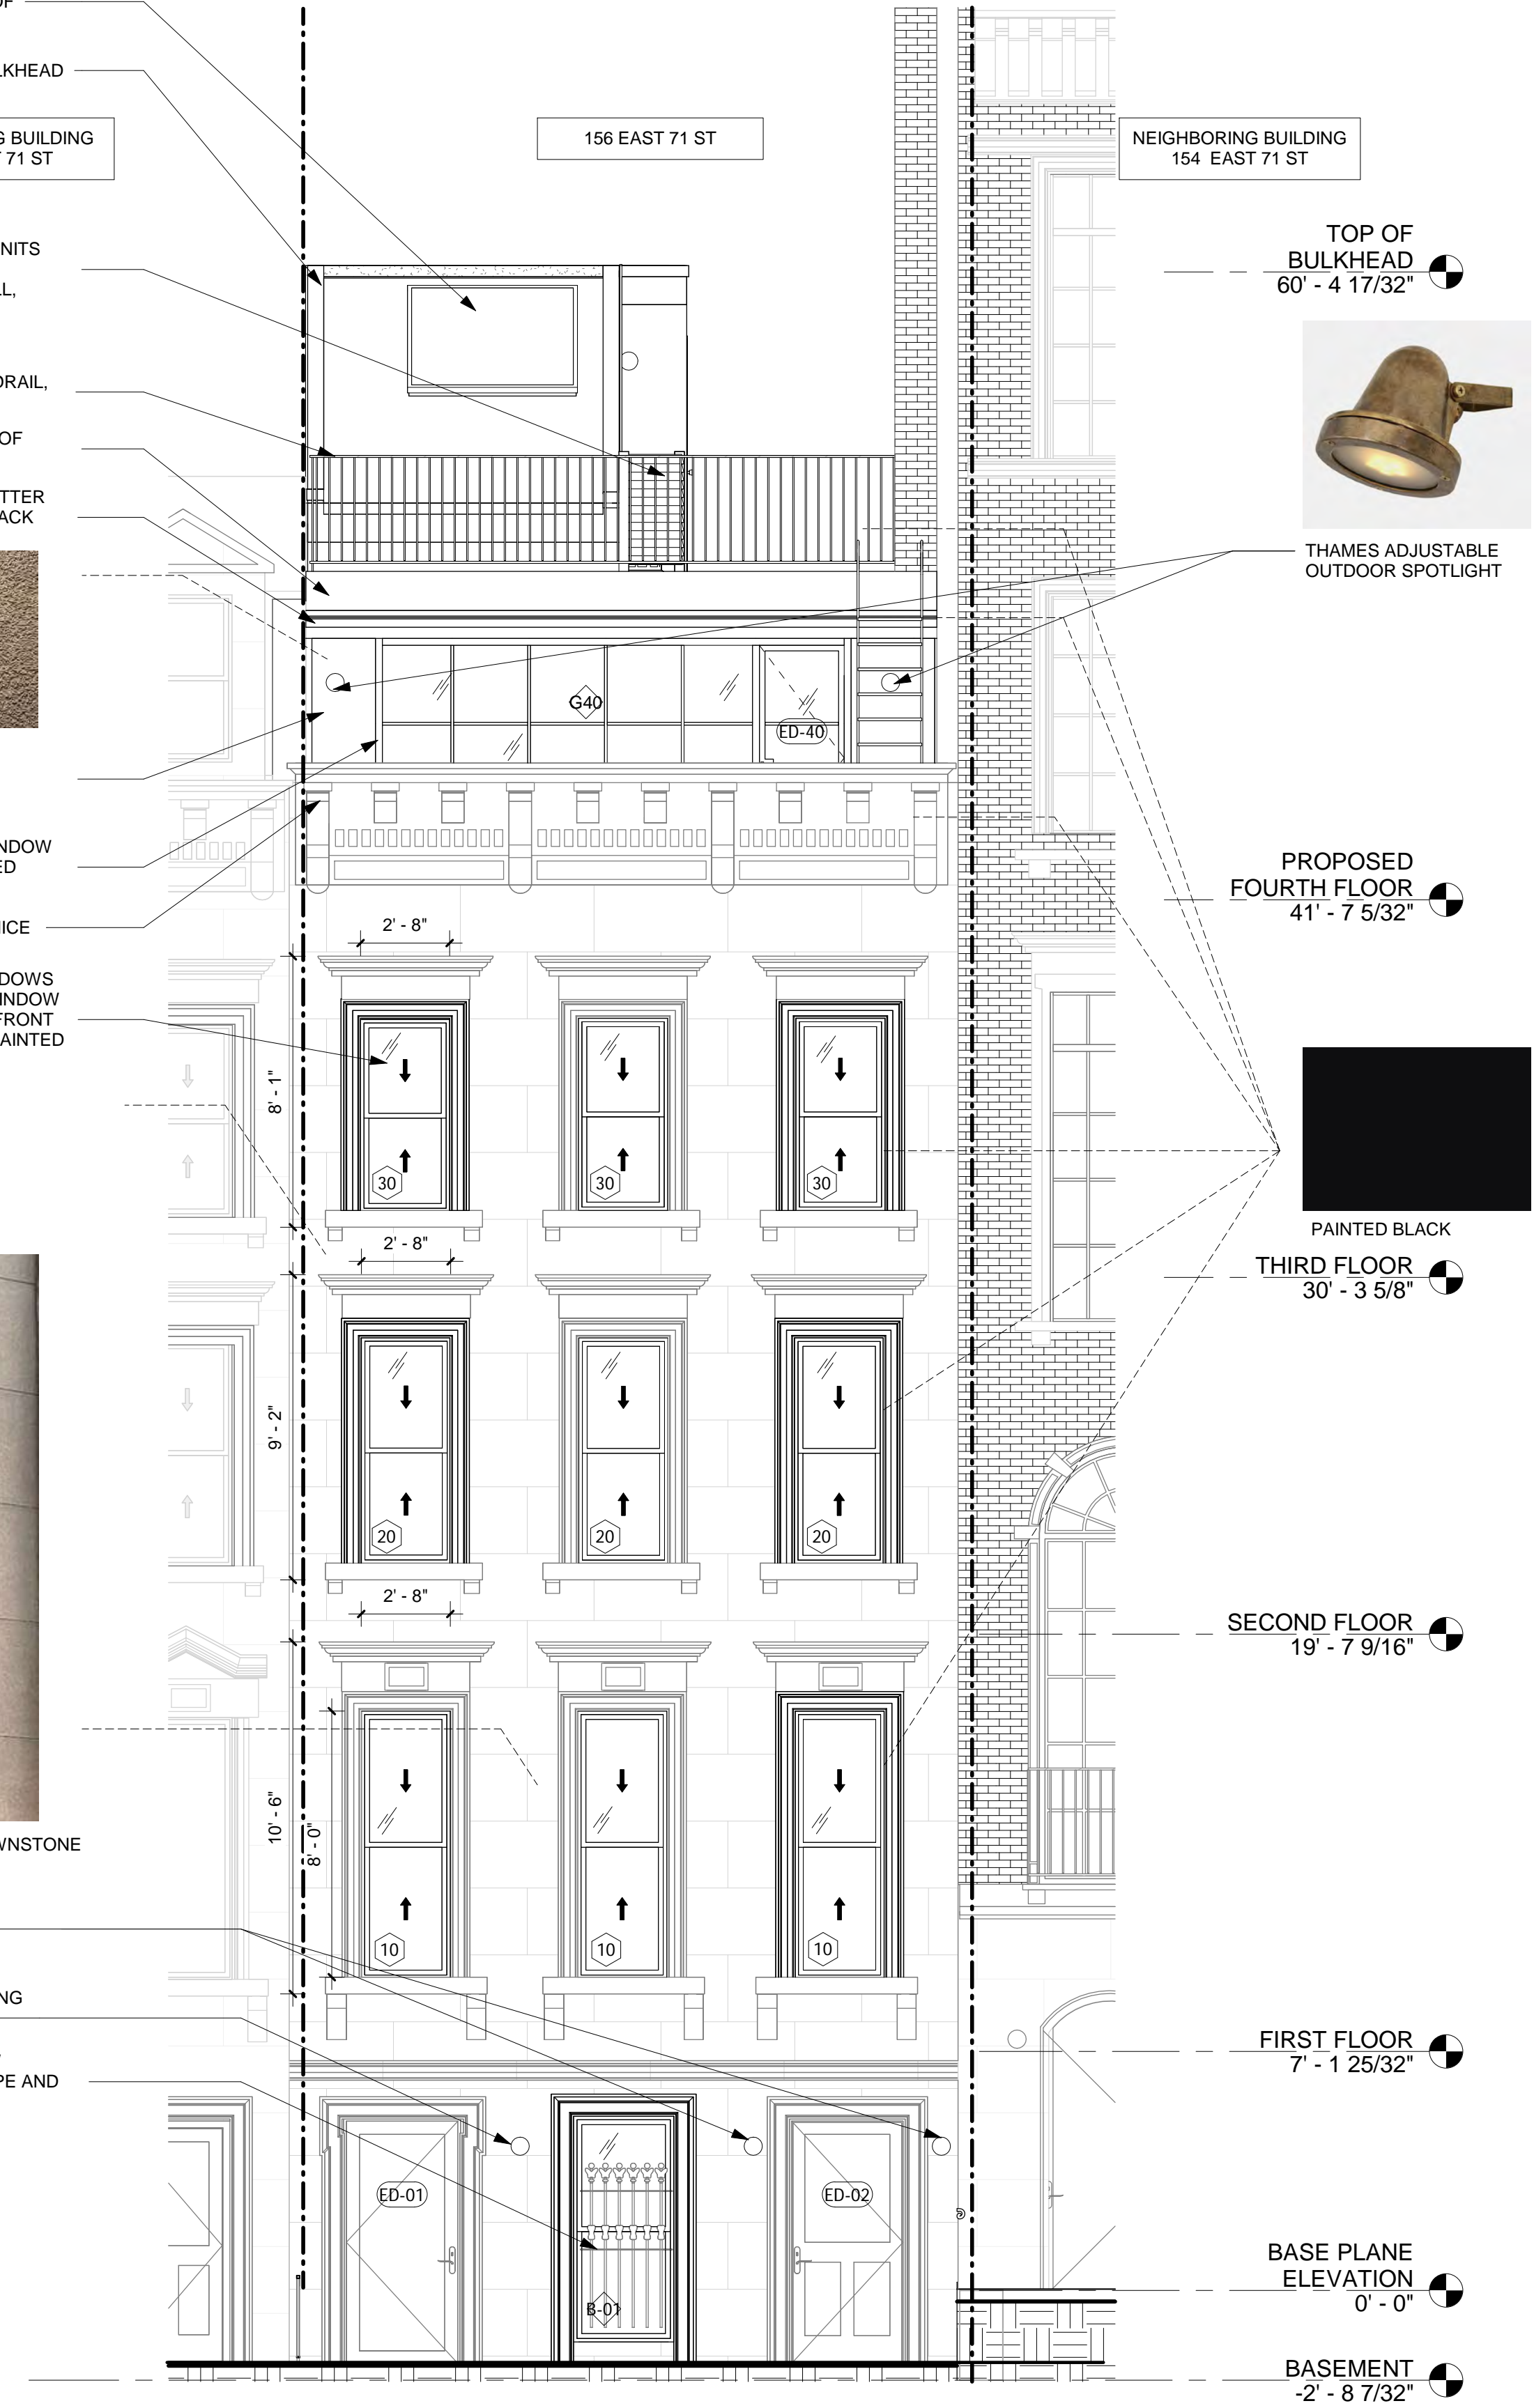 OF
LKHEAD
G BUILDING
T 71 ST
156 EAST 71 ST
NEIGHBORING BUILDING
154 EAST 71 ST
NITS
LL,
TOP OF
BULKHEAD
60' - 4 17/32"
DRAIL,
OF
TTER
ACK
THAMES ADJUSTABLE
OUTDOOR SPOTLIGHT
G40
ED-40
NDOW
ED
ICE
PROPOSED
FOURTH FLOOR
41' - 7 5/32"
2' - 8"
DOWS
INDOW
FRONT
AINTED
8' - 1"
30
30
30
PAINTED BLACK
2' - 8"
THIRD FLOOR
30' - 3 5/8"
9' - 2"
20
20
20
2' - 8"
SECOND FLOOR
19' - 7 9/16"
10' - 6"
8' - 0"
WNSTONE
10
10
10
NG
PE AND
FIRST FLOOR
7' - 1 25/32"
ED-01
ED-02
B-01
BASE PLANE
ELEVATION
0' - 0"
BASEMENT
-2' - 8 7/32"